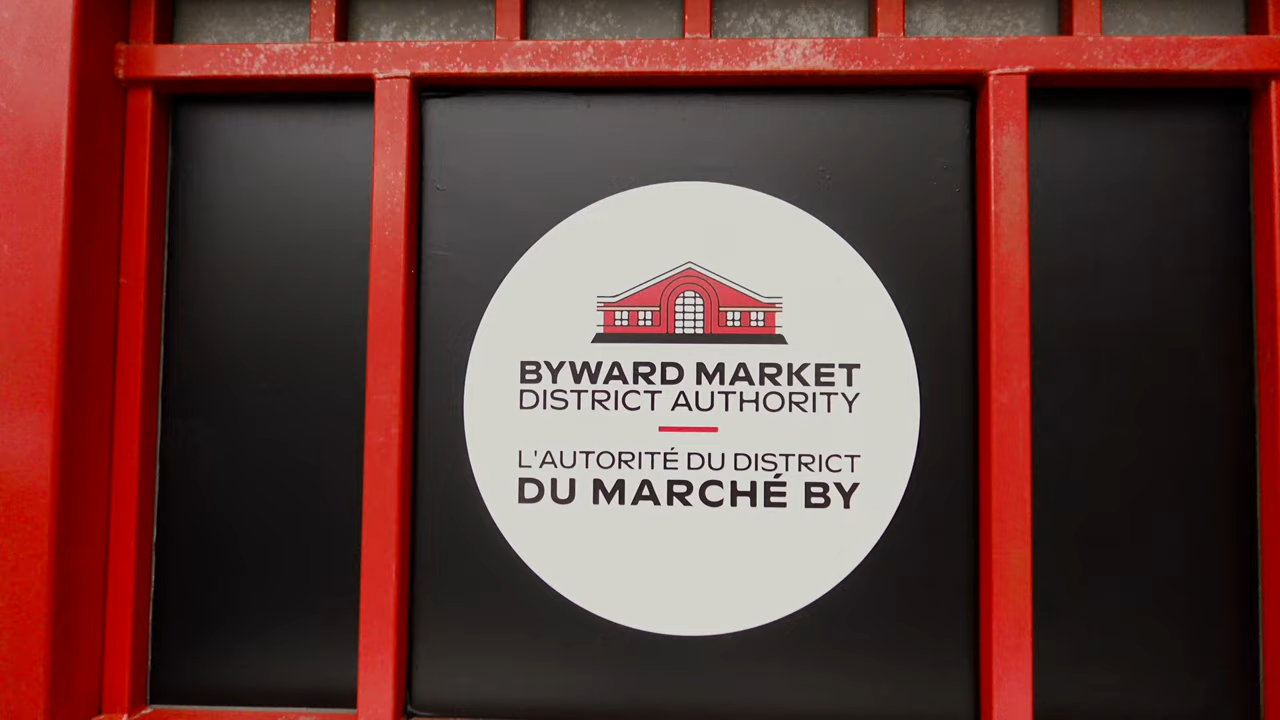 BYWARD MARKET
DISTRICT AUTHORITY
L'AUTORITÉ DU DISTRICT
DU MARCHÉ BY